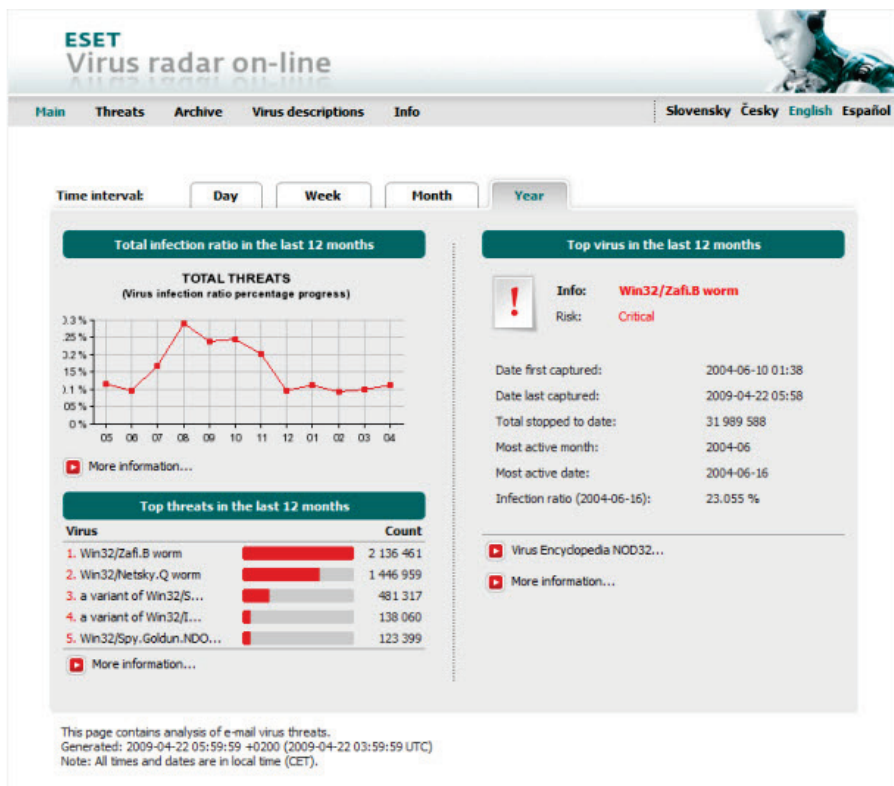 ESET
Virus radar on-line
Main Threats Archive Virus descriptions Info Slovensky Česky English Español
Time interval: Day Week Month Year
Total infection ratio in the last 12 months
TOTAL THREATS
(Virus infection ratio percentage progress)
0.3 %
.25 %
0.2 %
.15 %
0.1 %
05 %
0 %
05 06 07 08 09 10 11 12 01 02 03 04
More information...
Top threats in the last 12 months
Virus Count
1. Win32/Zafi.B worm 2 136 461
2. Win32/Netsky.Q worm 1 446 959
3. a variant of Win32/S... 481 317
4. a variant of Win32/I... 138 060
5. Win32/Spy.Goldun.NDO... 123 399
More information...
Top virus in the last 12 months
!
Info: Win32/Zafi.B worm
Risk: Critical
Date first captured: 2004-06-10 01:38
Date last captured: 2009-04-22 05:58
Total stopped to date: 31 989 588
Most active month: 2004-06
Most active date: 2004-06-16
Infection ratio (2004-06-16): 23.055 %
Virus Encyclopedia NOD32...
More information...
This page contains analysis of e-mail virus threats.
Generated: 2009-04-22 05:59:59 +0200 (2009-04-22 03:59:59 UTC)
Note: All times and dates are in local time (CET).